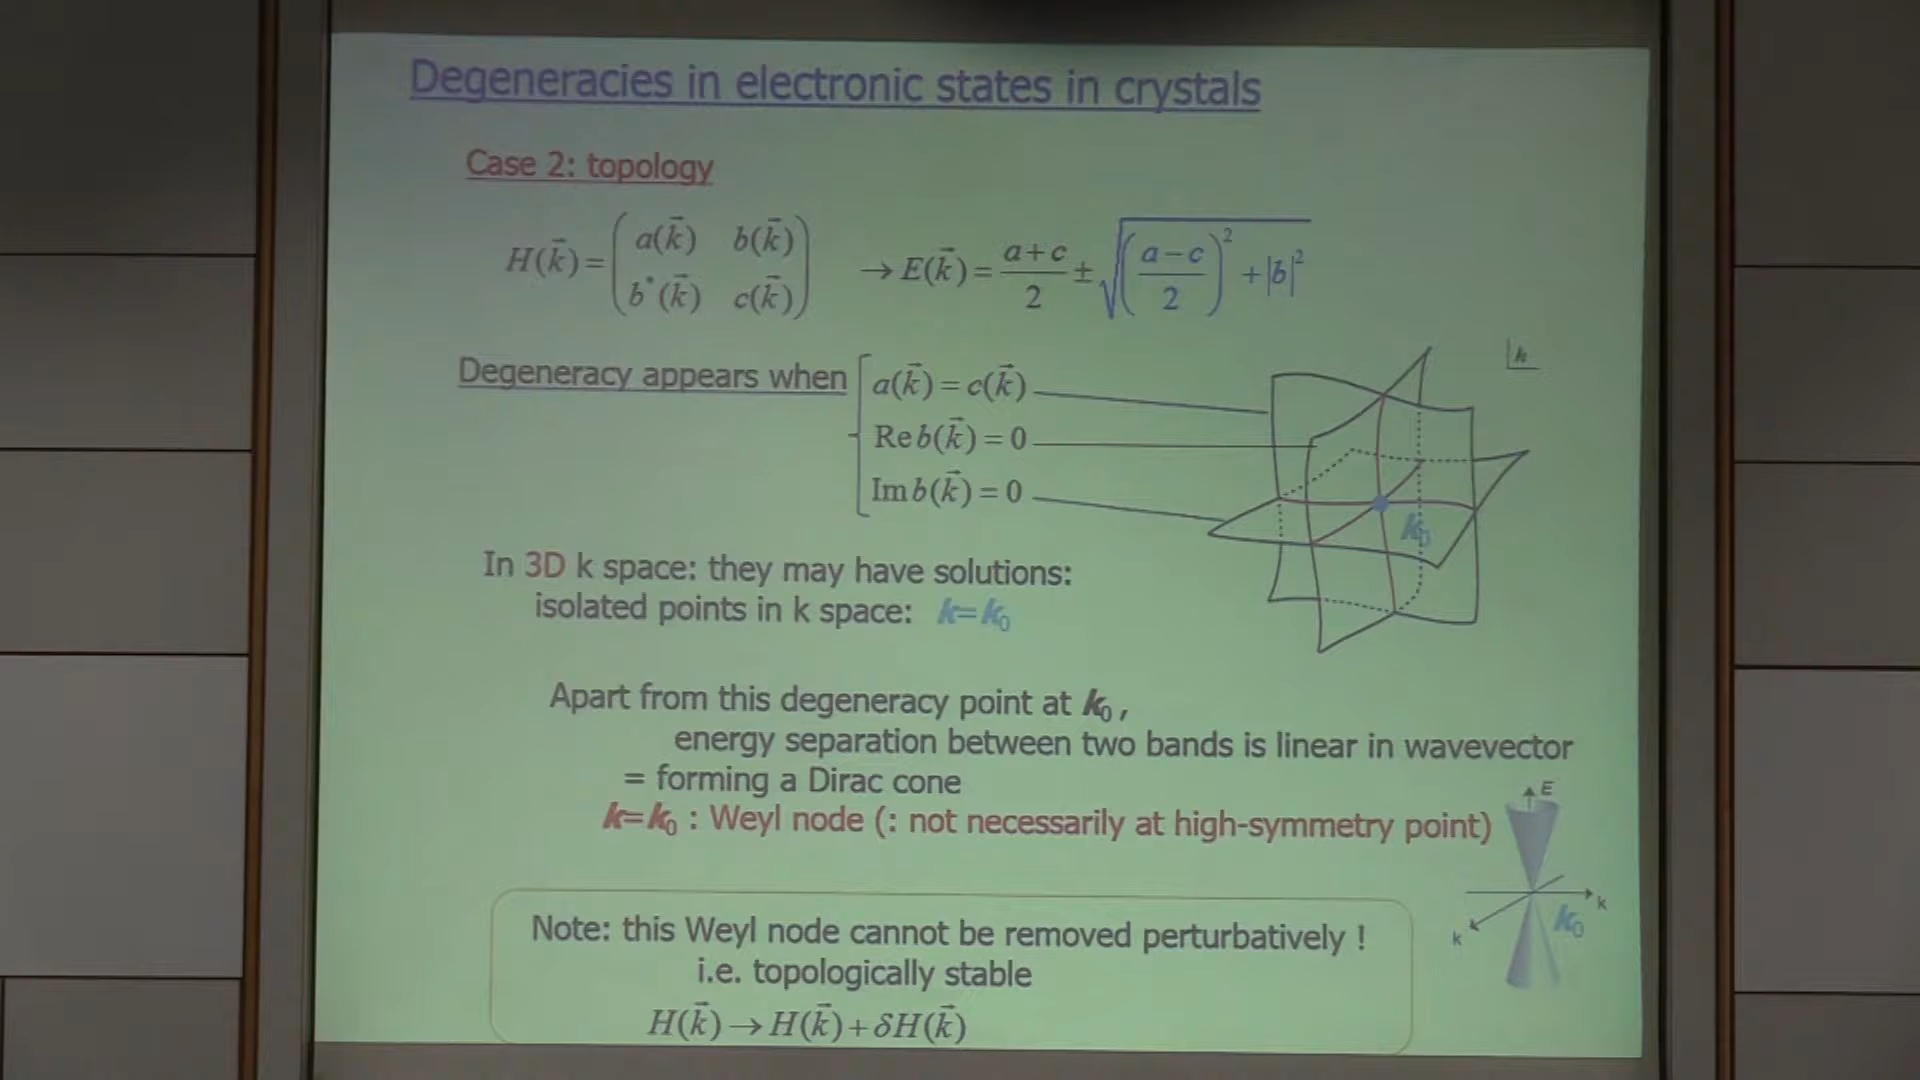 Degeneracies in electronic states in crystals
Case 2: topology
H(k⃗) = ( a(k⃗) b(k⃗) b*(k⃗) c(k⃗) ) → E(k⃗) = (a+c)/2 ± √(((a−c)/2)² + |b|²)
Degeneracy appears when
a(k⃗) = c(k⃗)
Re b(k⃗) = 0
Im b(k⃗) = 0
k
k₀
In 3D k space: they may have solutions:
isolated points in k space: k=k₀
Apart from this degeneracy point at k₀ ,
energy separation between two bands is linear in wavevector
= forming a Dirac cone
k=k₀ : Weyl node (: not necessarily at high-symmetry point)
E
k
k₀
k
Note: this Weyl node cannot be removed perturbatively !
i.e. topologically stable
H(k⃗) → H(k⃗) + δH(k⃗)